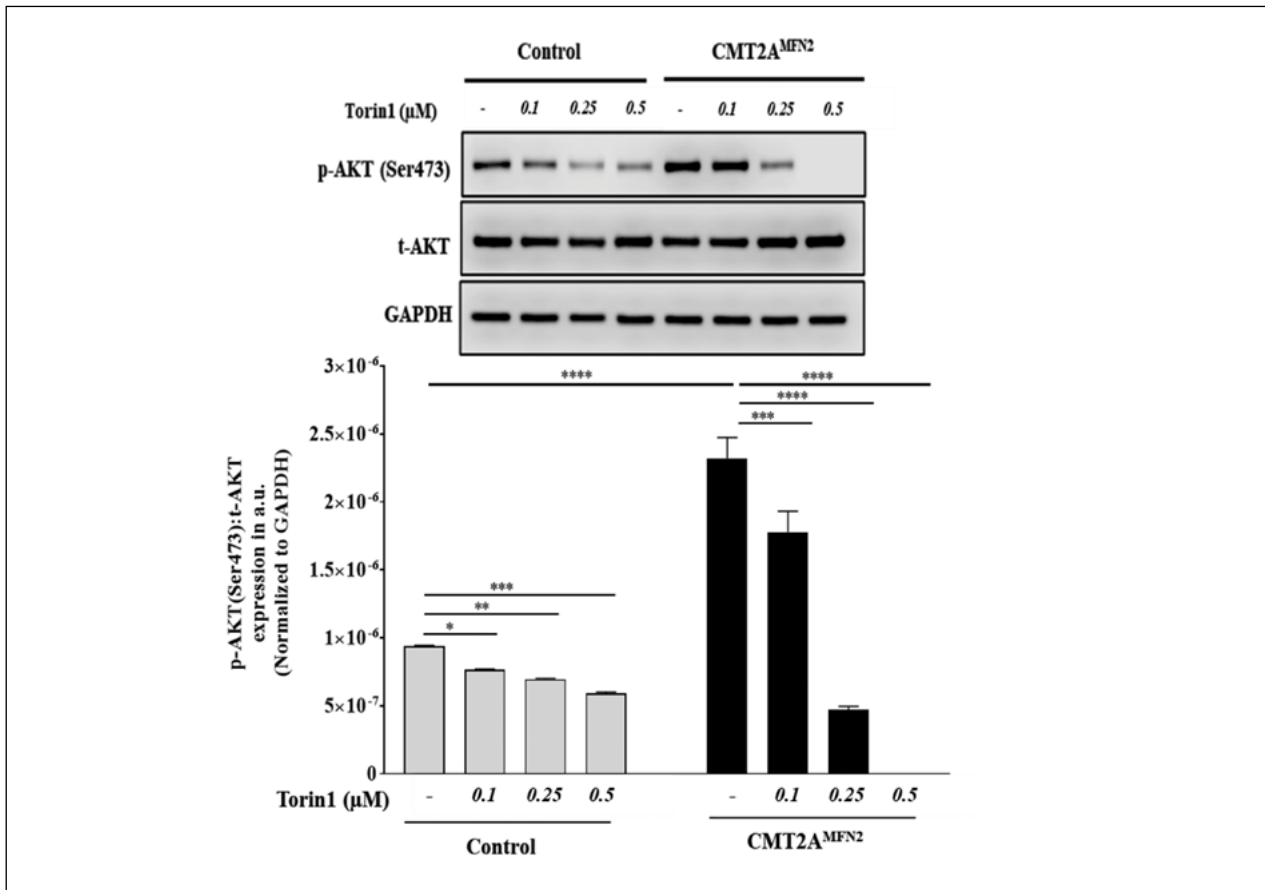 Control CMT2A^MFN2
Torin1 (µM) - 0.1 0.25 0.5 - 0.1 0.25 0.5
p-AKT (Ser473)
t-AKT
GAPDH
3×10⁻⁶
2.5×10⁻⁶
2×10⁻⁶
1.5×10⁻⁶
1×10⁻⁶
5×10⁻⁷
0
p-AKT(Ser473):t-AKT
expression in a.u.
(Normalized to GAPDH)
**** ****
****
***
***
**
*
Torin1 (µM) - 0.1 0.25 0.5 - 0.1 0.25 0.5
Control CMT2A^MFN2